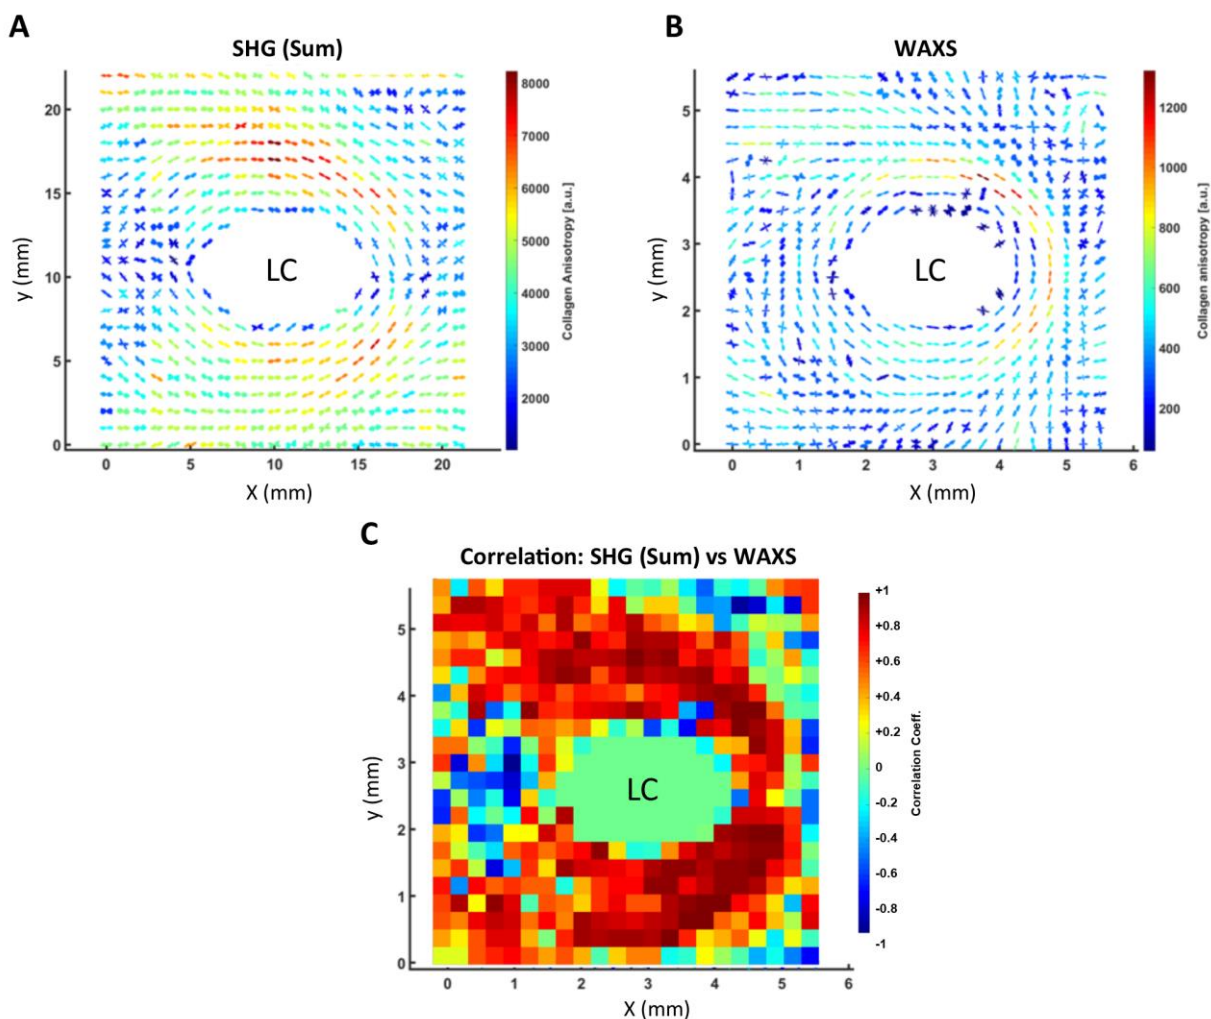 A
SHG (Sum)
20
15
10
5
0
y (mm)
LC
0 5 10 15 20
X (mm)
8000
7000
6000
5000
4000
3000
2000
Collagen Anisotropy [a.u.]
B
WAXS
5
4
3
2
1
0
y (mm)
LC
0 1 2 3 4 5 6
X (mm)
1200
1000
800
600
400
200
Collagen anisotropy [a.u.]
C
Correlation: SHG (Sum) vs WAXS
5
4
3
2
1
0
y (mm)
LC
0 1 2 3 4 5 6
X (mm)
+1
+0.8
+0.6
+0.4
+0.2
0
-0.2
-0.4
-0.6
-0.8
-1
Correlation Coeff.